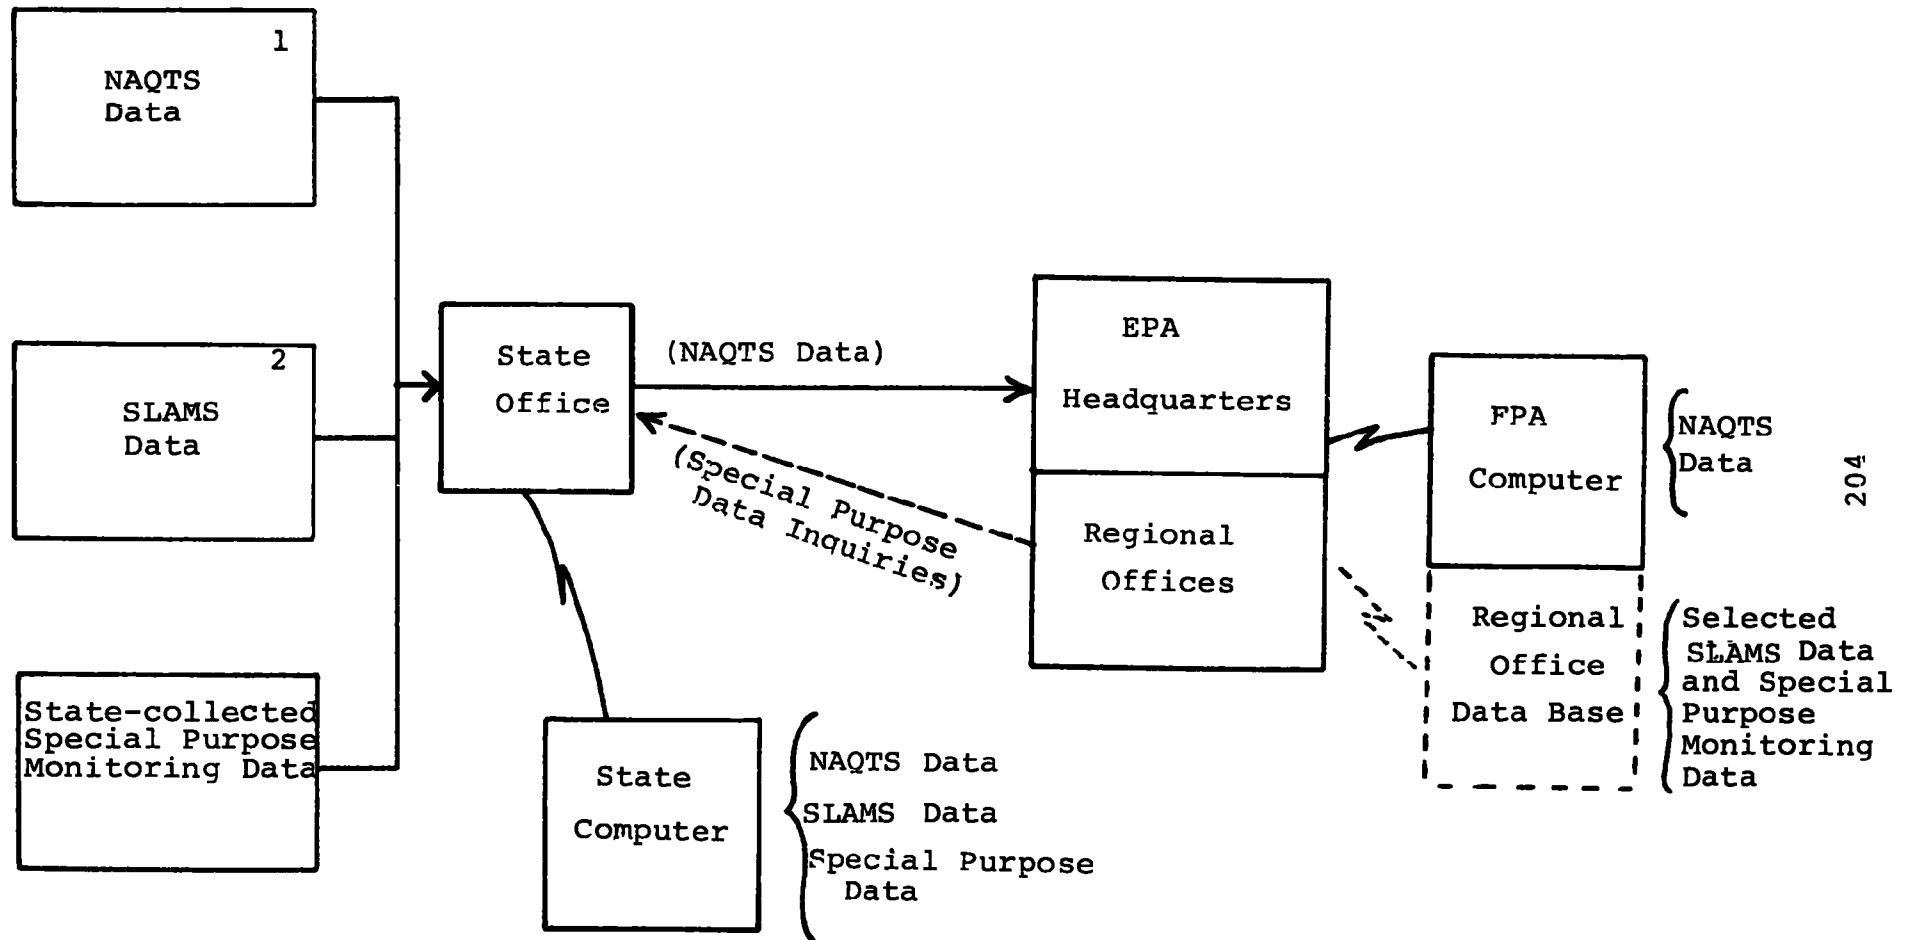 1
NAQTS
Data
2
SLAMS
Data
State-collected
Special Purpose
Monitoring Data
State
Office
(NAQTS Data)
(Special Purpose
Data Inquiries)
State
Computer
NAQTS Data
SLAMS Data
Special Purpose
Data
EPA
Headquarters
Regional
Offices
FPA
Computer
NAQTS
Data
Regional
Office
Data Base
Selected
SLAMS Data
and Special
Purpose
Monitoring
Data
204